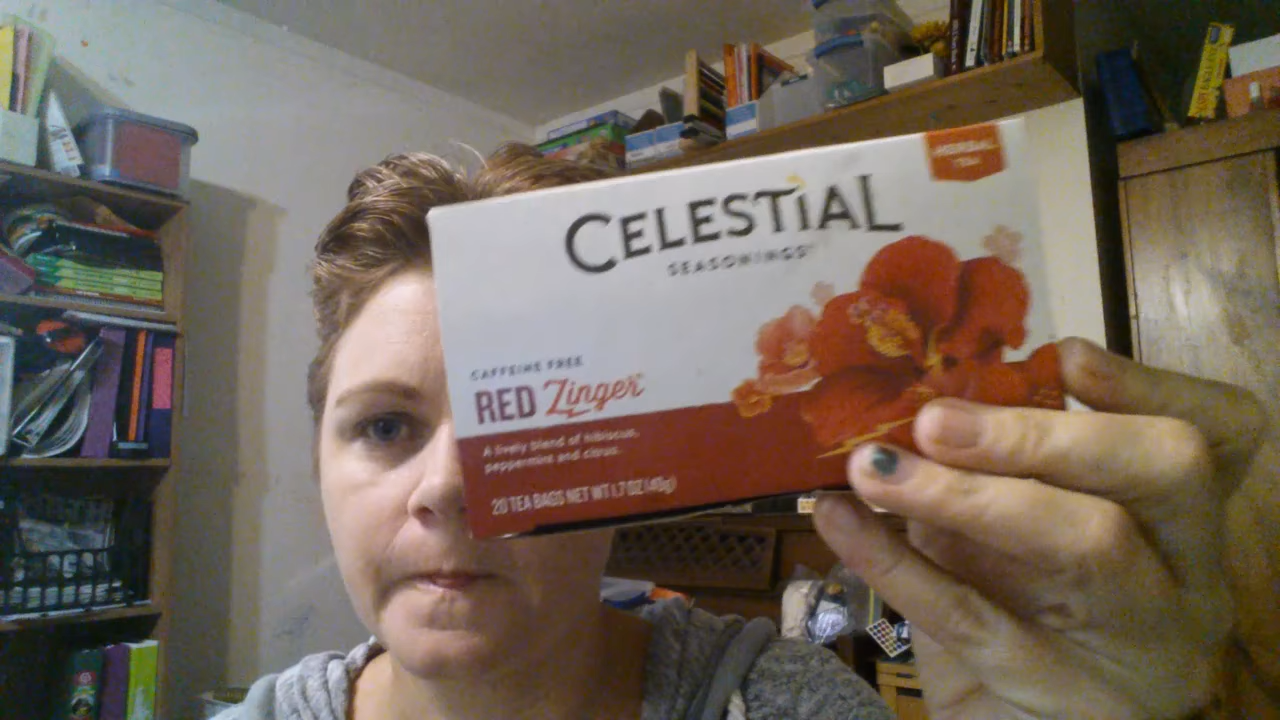 HERBAL
TEA
CELESTIAL
SEASONINGS®
CAFFEINE FREE
RED Zinger®
A lively blend of hibiscus,
peppermint and citrus.
20 TEA BAGS NET WT 1.7 OZ (49g)